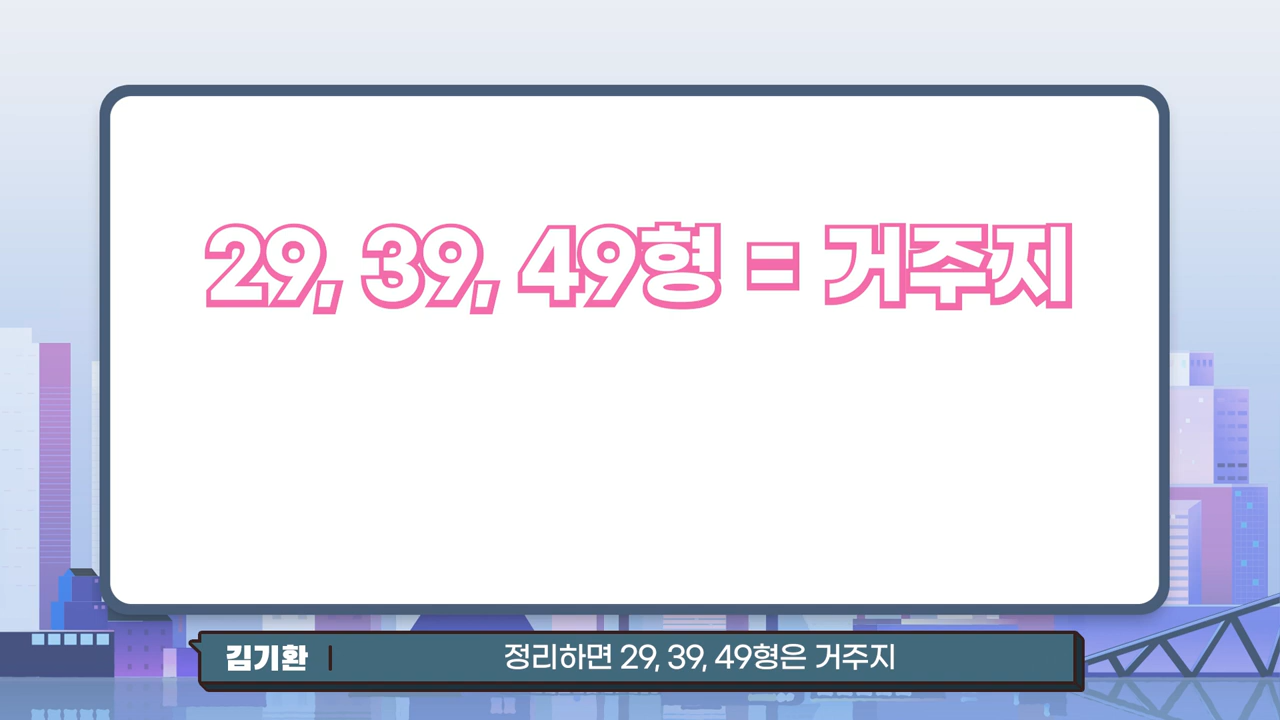 29, 39, 49형 = 거주지
김기환 | 정리하면 29, 39, 49형은 거주지